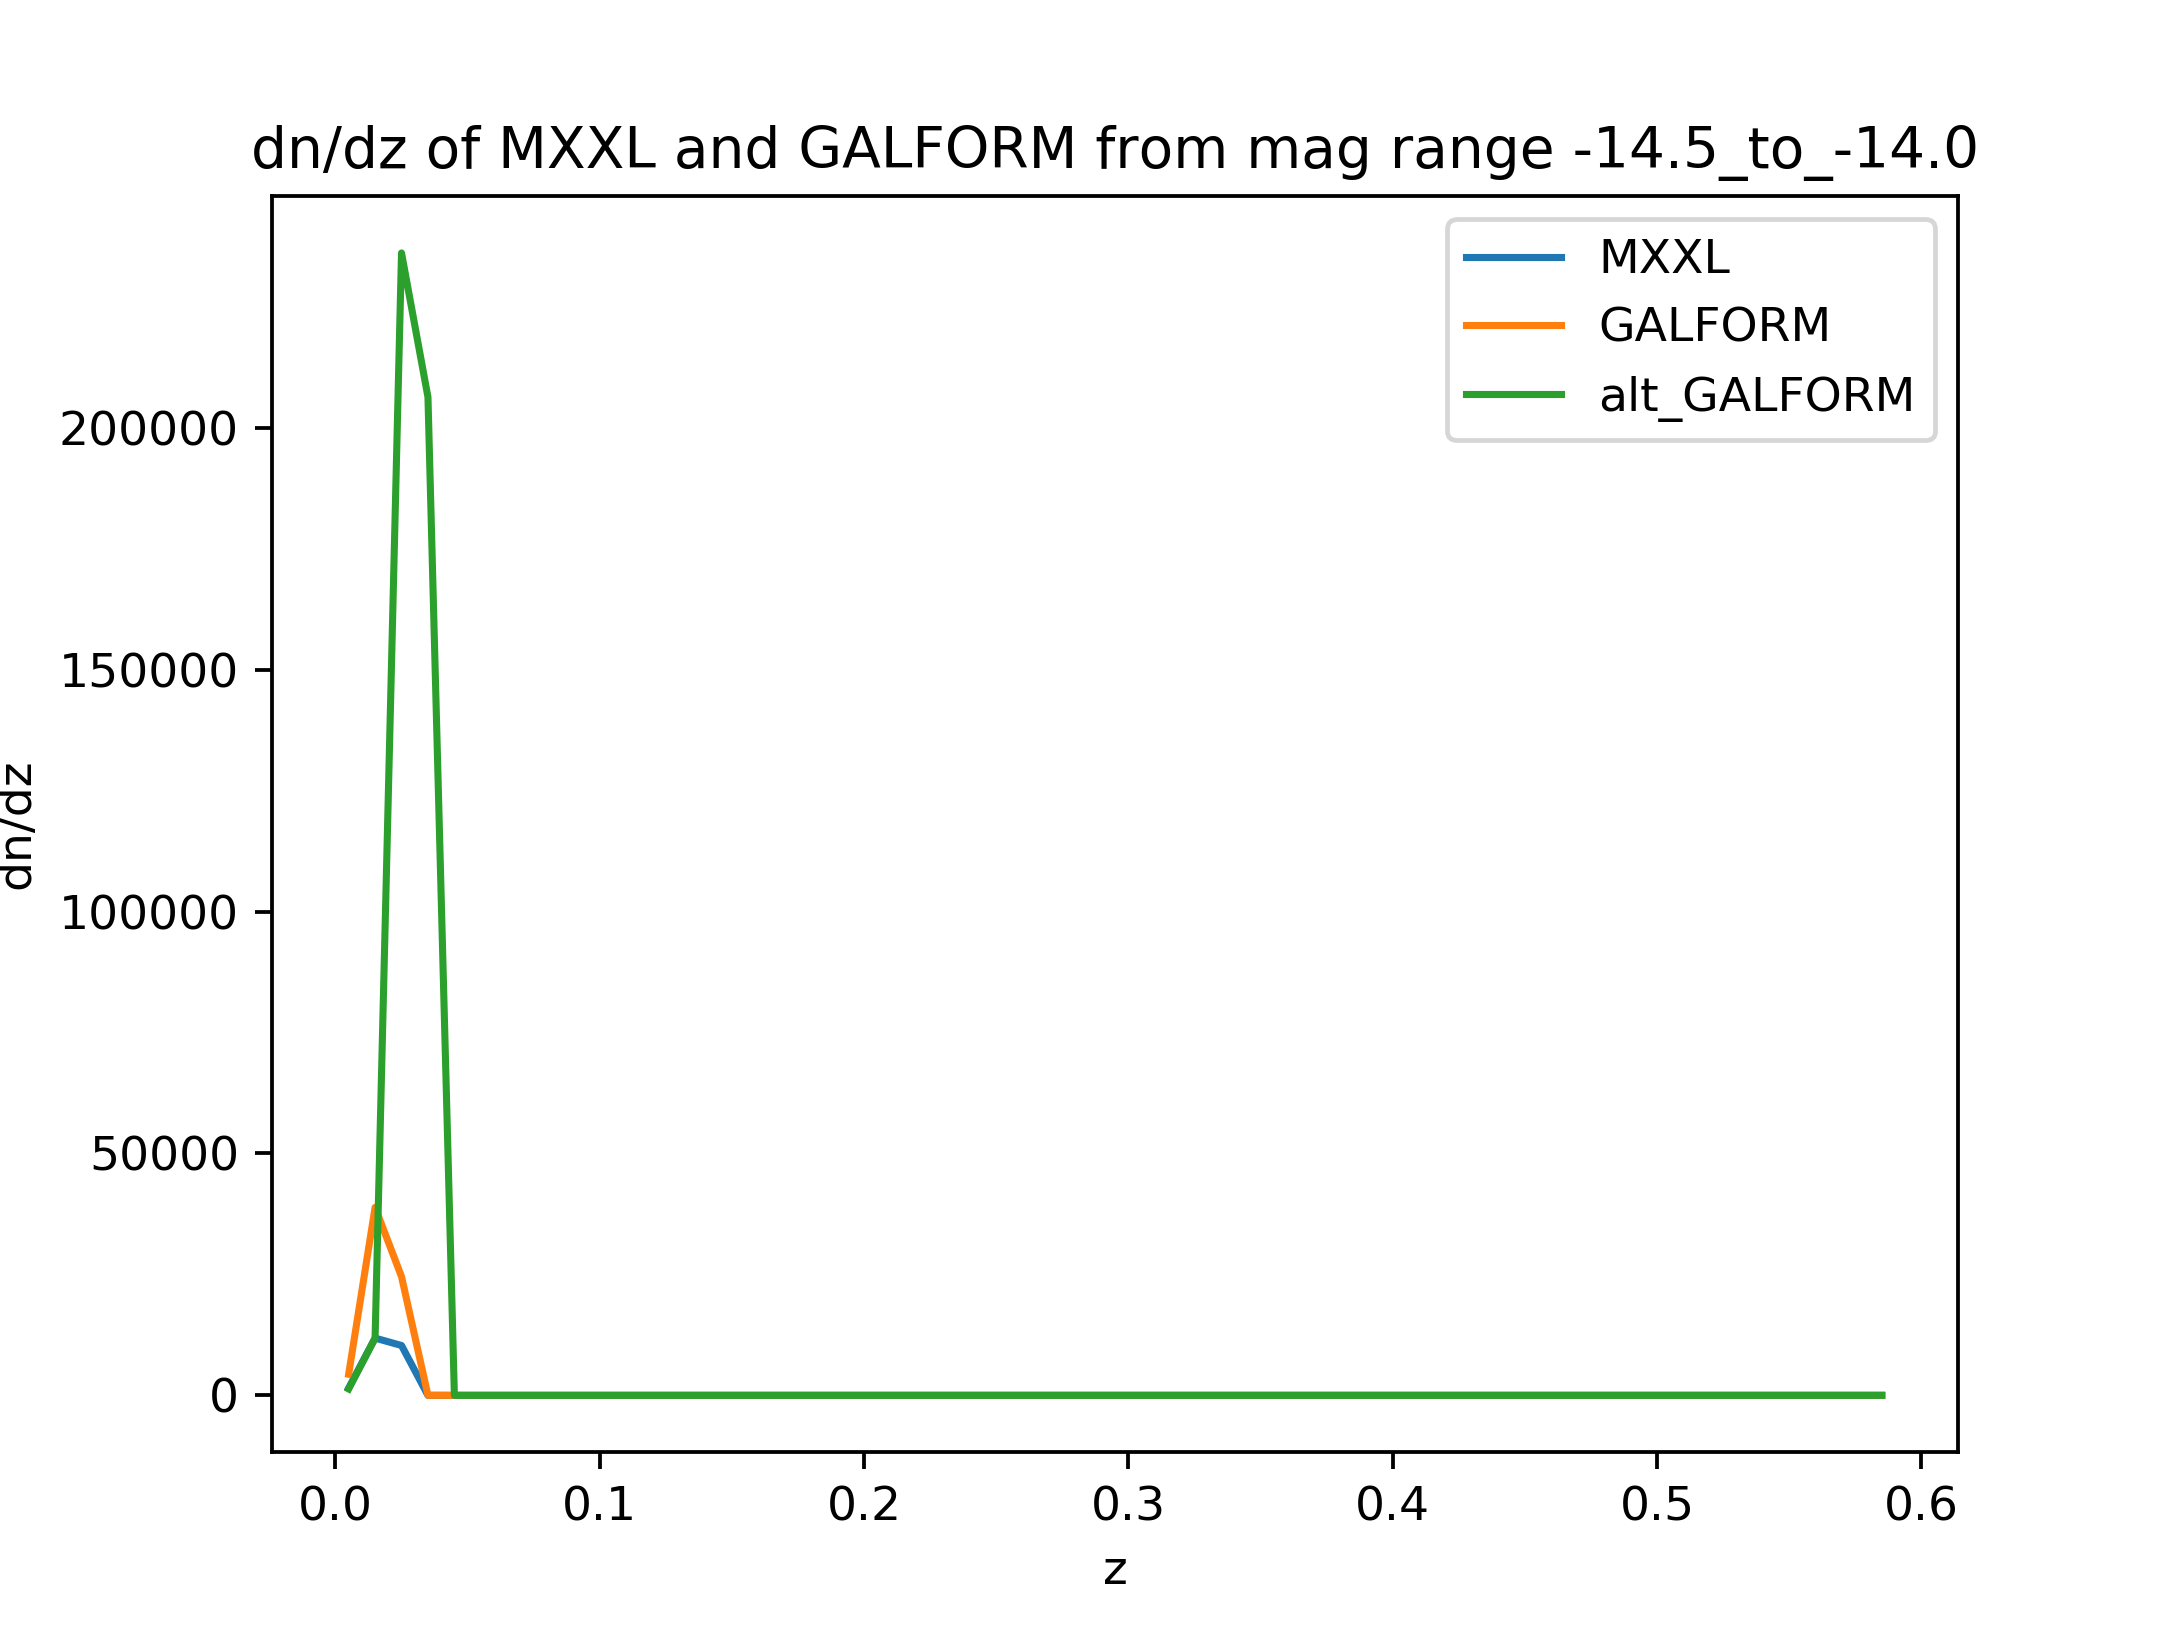 dn/dz of MXXL and GALFORM from mag range -14.5_to_-14.0
MXXL
GALFORM
alt_GALFORM
200000
150000
100000
50000
0
dn/dz
0.0 0.1 0.2 0.3 0.4 0.5 0.6
z